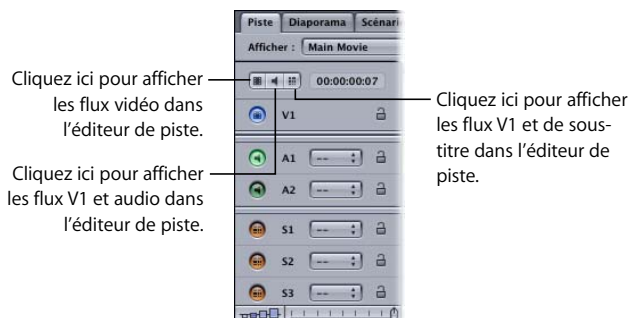 Piste Diaporama Scénari
Afficher : Main Movie
00:00:00:07
V1
A1 --
A2 --
S1 --
S2 --
S3 --
Cliquez ici pour afficher
les flux vidéo dans
l'éditeur de piste.
Cliquez ici pour afficher
les flux V1 et audio dans
l'éditeur de piste.
Cliquez ici pour afficher
les flux V1 et de sous-
titre dans l'éditeur de
piste.